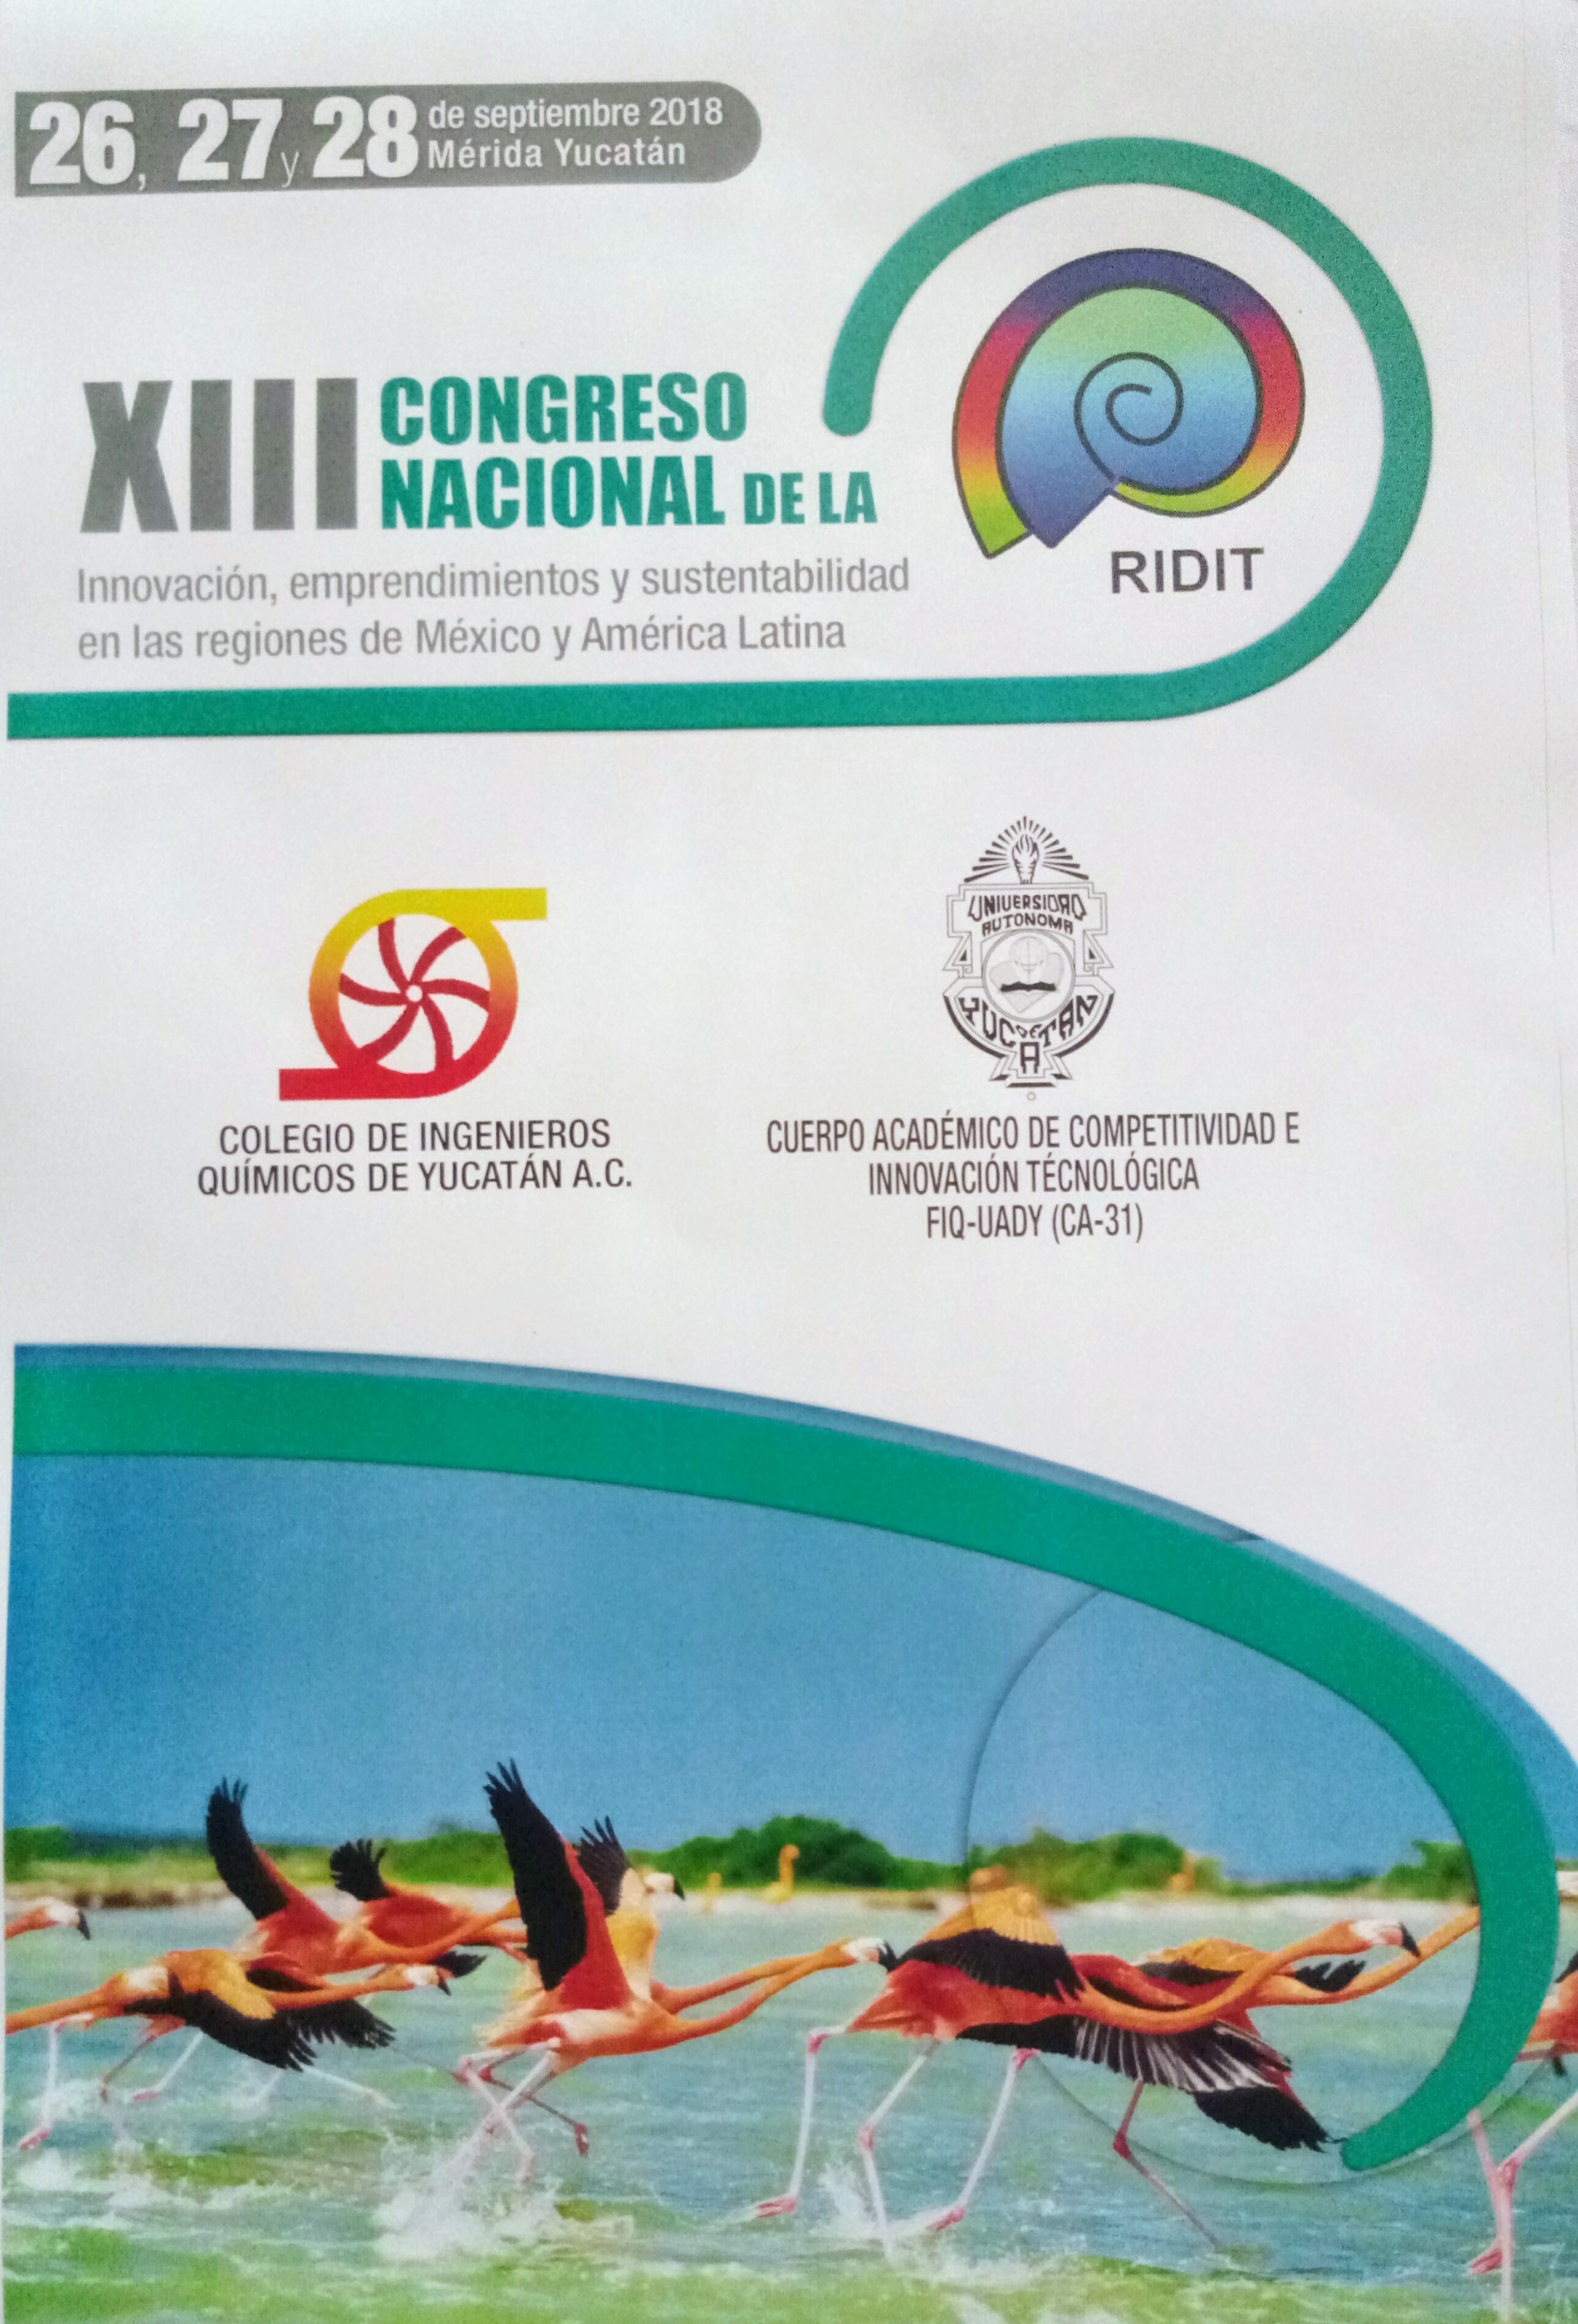 26, 27 y 28 de septiembre 2018
Mérida Yucatán
XIII CONGRESO
NACIONAL DE LA
RIDIT
Innovación, emprendimientos y sustentabilidad
en las regiones de México y América Latina
COLEGIO DE INGENIEROS
QUÍMICOS DE YUCATÁN A.C.
UNIVERSIDAD
AUTONOMA
DE
YUCATAN
CUERPO ACADÉMICO DE COMPETITIVIDAD E
INNOVACIÓN TÉCNOLÓGICA
FIQ-UADY (CA-31)